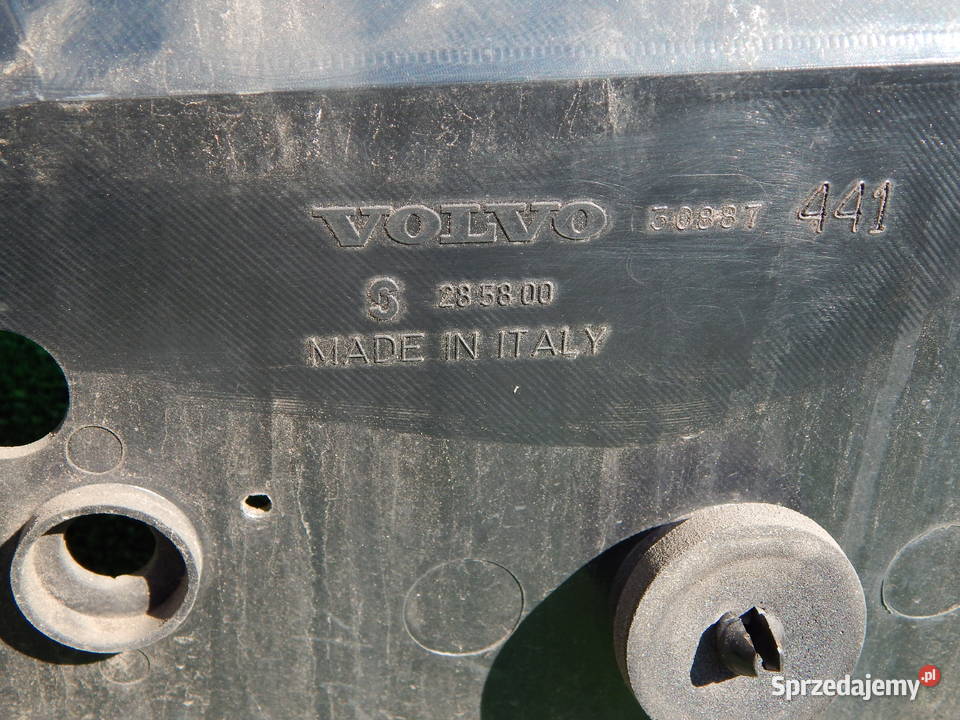 VOLVO 30887 441
S 28 58 00
MADE IN ITALY
Sprzedajemy.pl